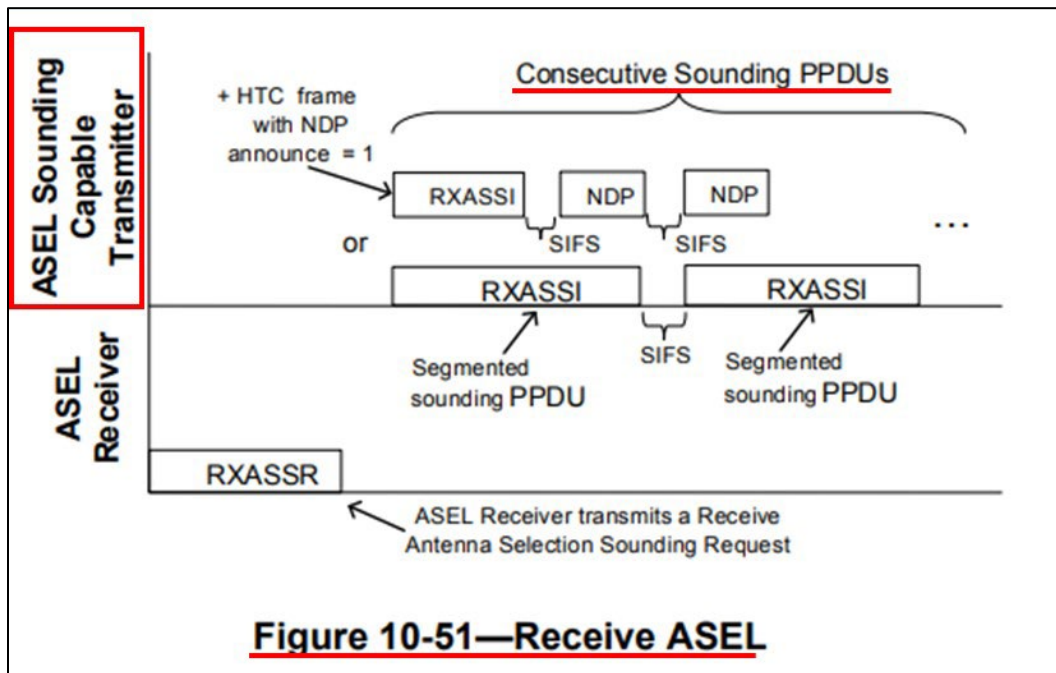 ASEL Sounding
Capable
Transmitter
Consecutive Sounding PPDUs
+ HTC frame
with NDP
announce = 1
RXASSI
NDP
NDP
SIFS
SIFS
...
or
RXASSI
RXASSI
SIFS
Segmented
sounding PPDU
Segmented
sounding PPDU
ASEL
Receiver
RXASSR
ASEL Receiver transmits a Receive
Antenna Selection Sounding Request
Figure 10-51—Receive ASEL